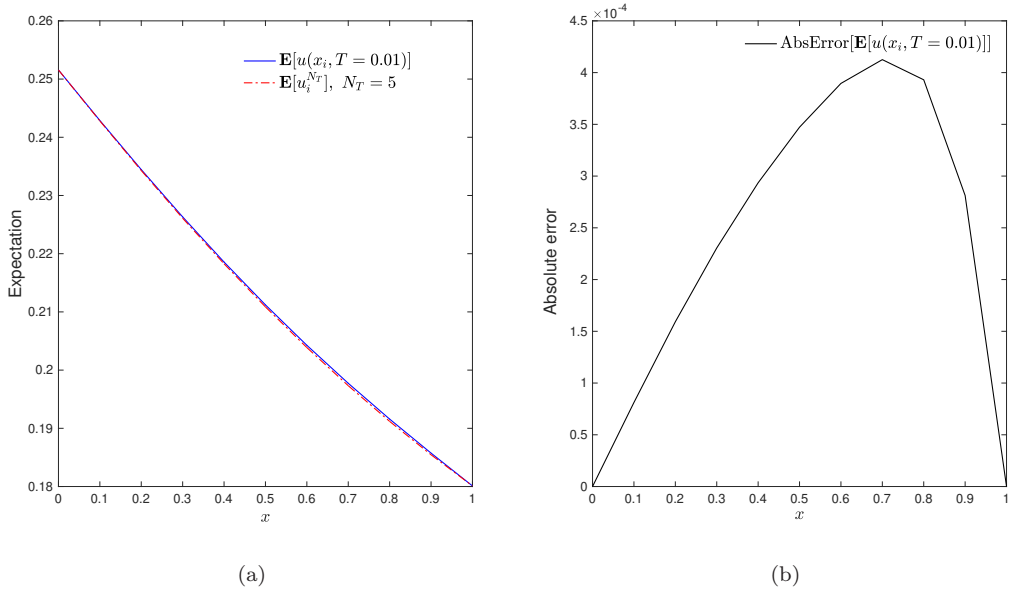 0.26
0.25
0.24
0.23
0.22
0.21
0.2
0.19
0.18
Expectation
0 0.1 0.2 0.3 0.4 0.5 0.6 0.7 0.8 0.9 1
x
E[u(x_i, T = 0.01)]
E[u_i^{N_T}], N_T = 5
(a)
×10^{-4}
4.5
4
3.5
3
2.5
2
1.5
1
0.5
0
Absolute error
0 0.1 0.2 0.3 0.4 0.5 0.6 0.7 0.8 0.9 1
x
AbsError[E[u(x_i, T = 0.01)]]
(b)